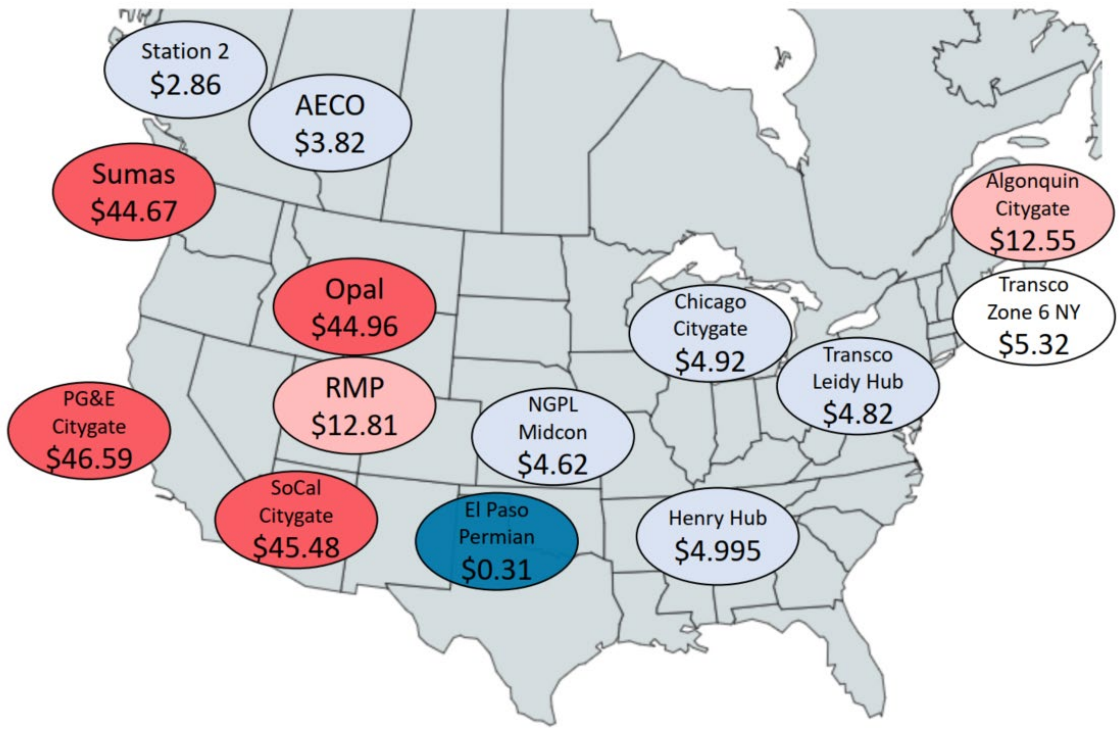 Station 2
$2.86
AECO
$3.82
Sumas
$44.67
Algonquin
Citygate
$12.55
Opal
$44.96
Chicago
Citygate
$4.92
Transco
Zone 6 NY
$5.32
Transco
Leidy Hub
$4.82
RMP
$12.81
PG&E
Citygate
$46.59
NGPL
Midcon
$4.62
SoCal
Citygate
$45.48
El Paso
Permian
$0.31
Henry Hub
$4.995